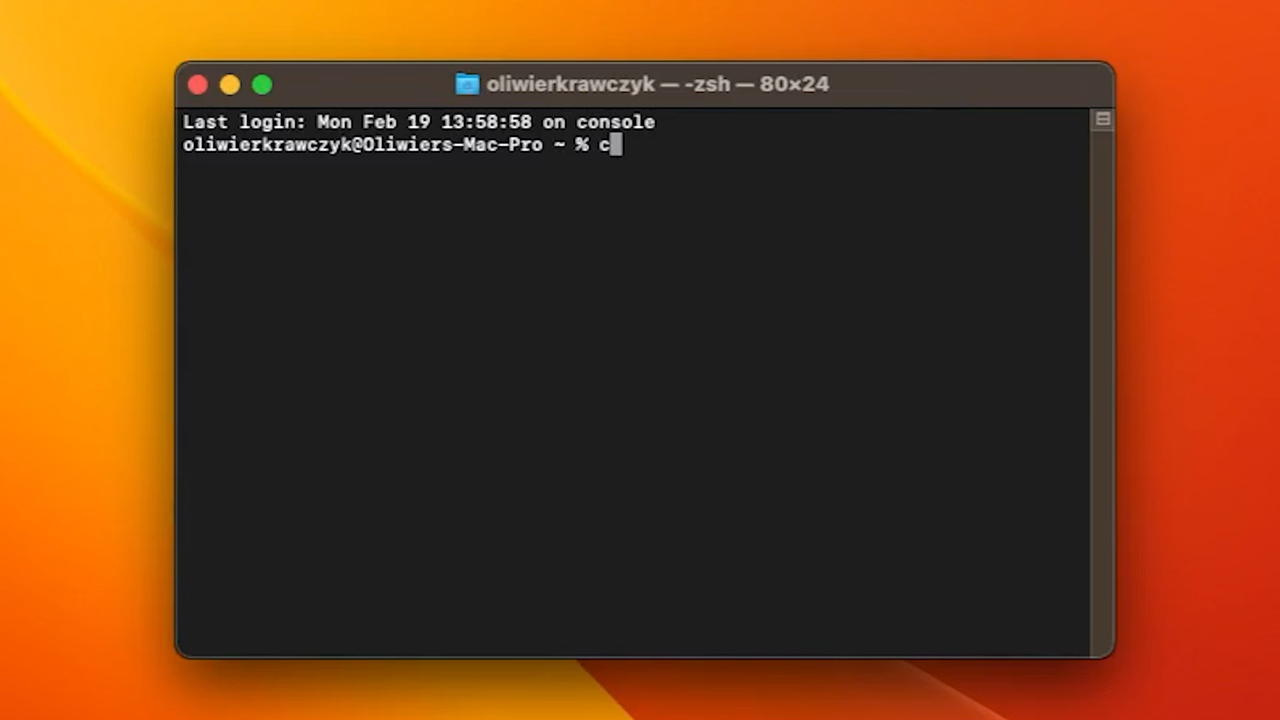 oliwierkrawczyk — -zsh — 80×24
Last login: Mon Feb 19 13:58:58 on console
oliwierkrawczyk@Oliwiers-Mac-Pro ~ % c